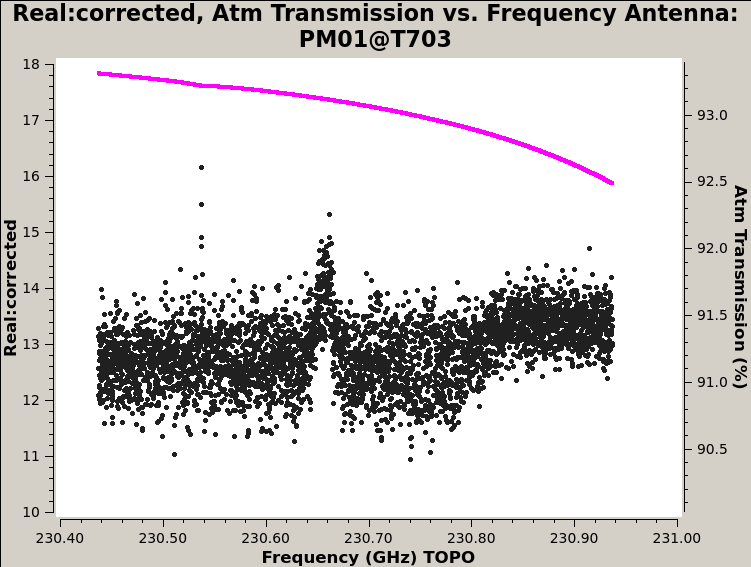 Real:corrected, Atm Transmission vs. Frequency Antenna:
PM01@T703
18
17
16
15
14
13
12
11
10
Real:corrected
93.0
92.5
92.0
91.5
91.0
90.5
Atm Transmission (%)
230.40 230.50 230.60 230.70 230.80 230.90 231.00
Frequency (GHz) TOPO